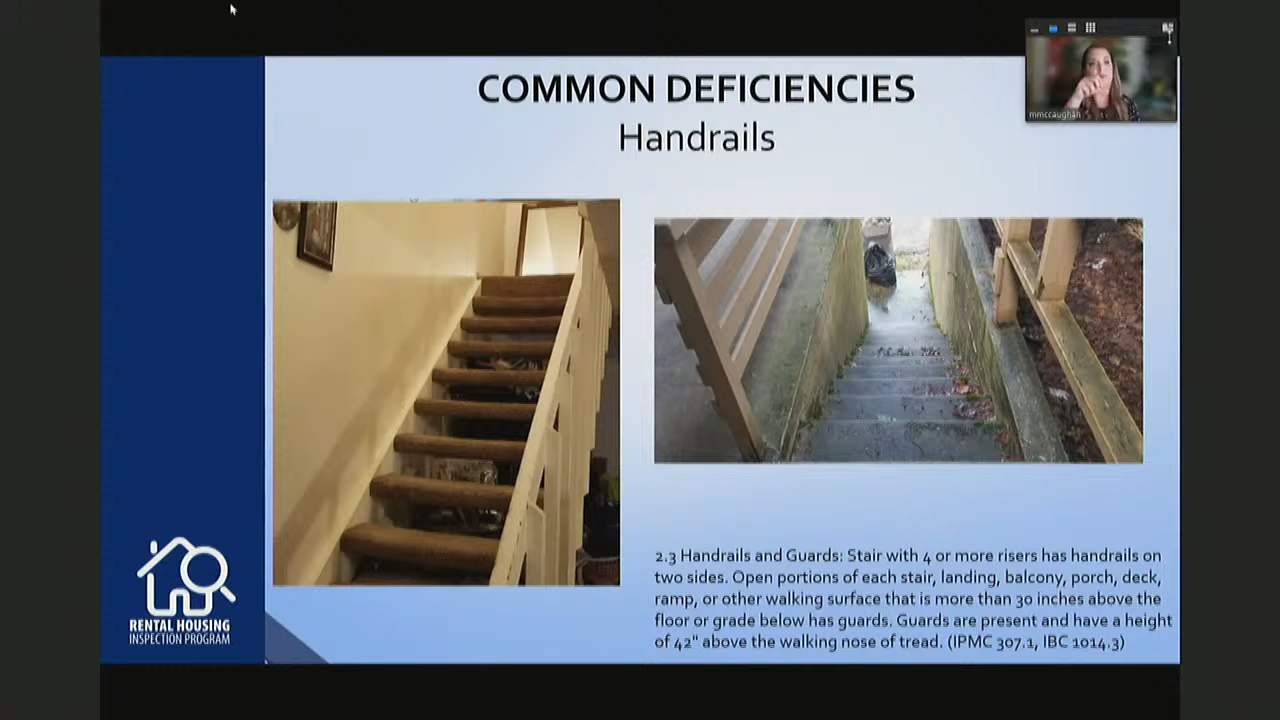 COMMON DEFICIENCIES
Handrails
mmccaughan
2.3 Handrails and Guards: Stair with 4 or more risers has handrails on
two sides. Open portions of each stair, landing, balcony, porch, deck,
ramp, or other walking surface that is more than 30 inches above the
floor or grade below has guards. Guards are present and have a height
of 42" above the walking nose of tread. (IPMC 307.1, IBC 1014.3)
RENTAL HOUSING
INSPECTION PROGRAM